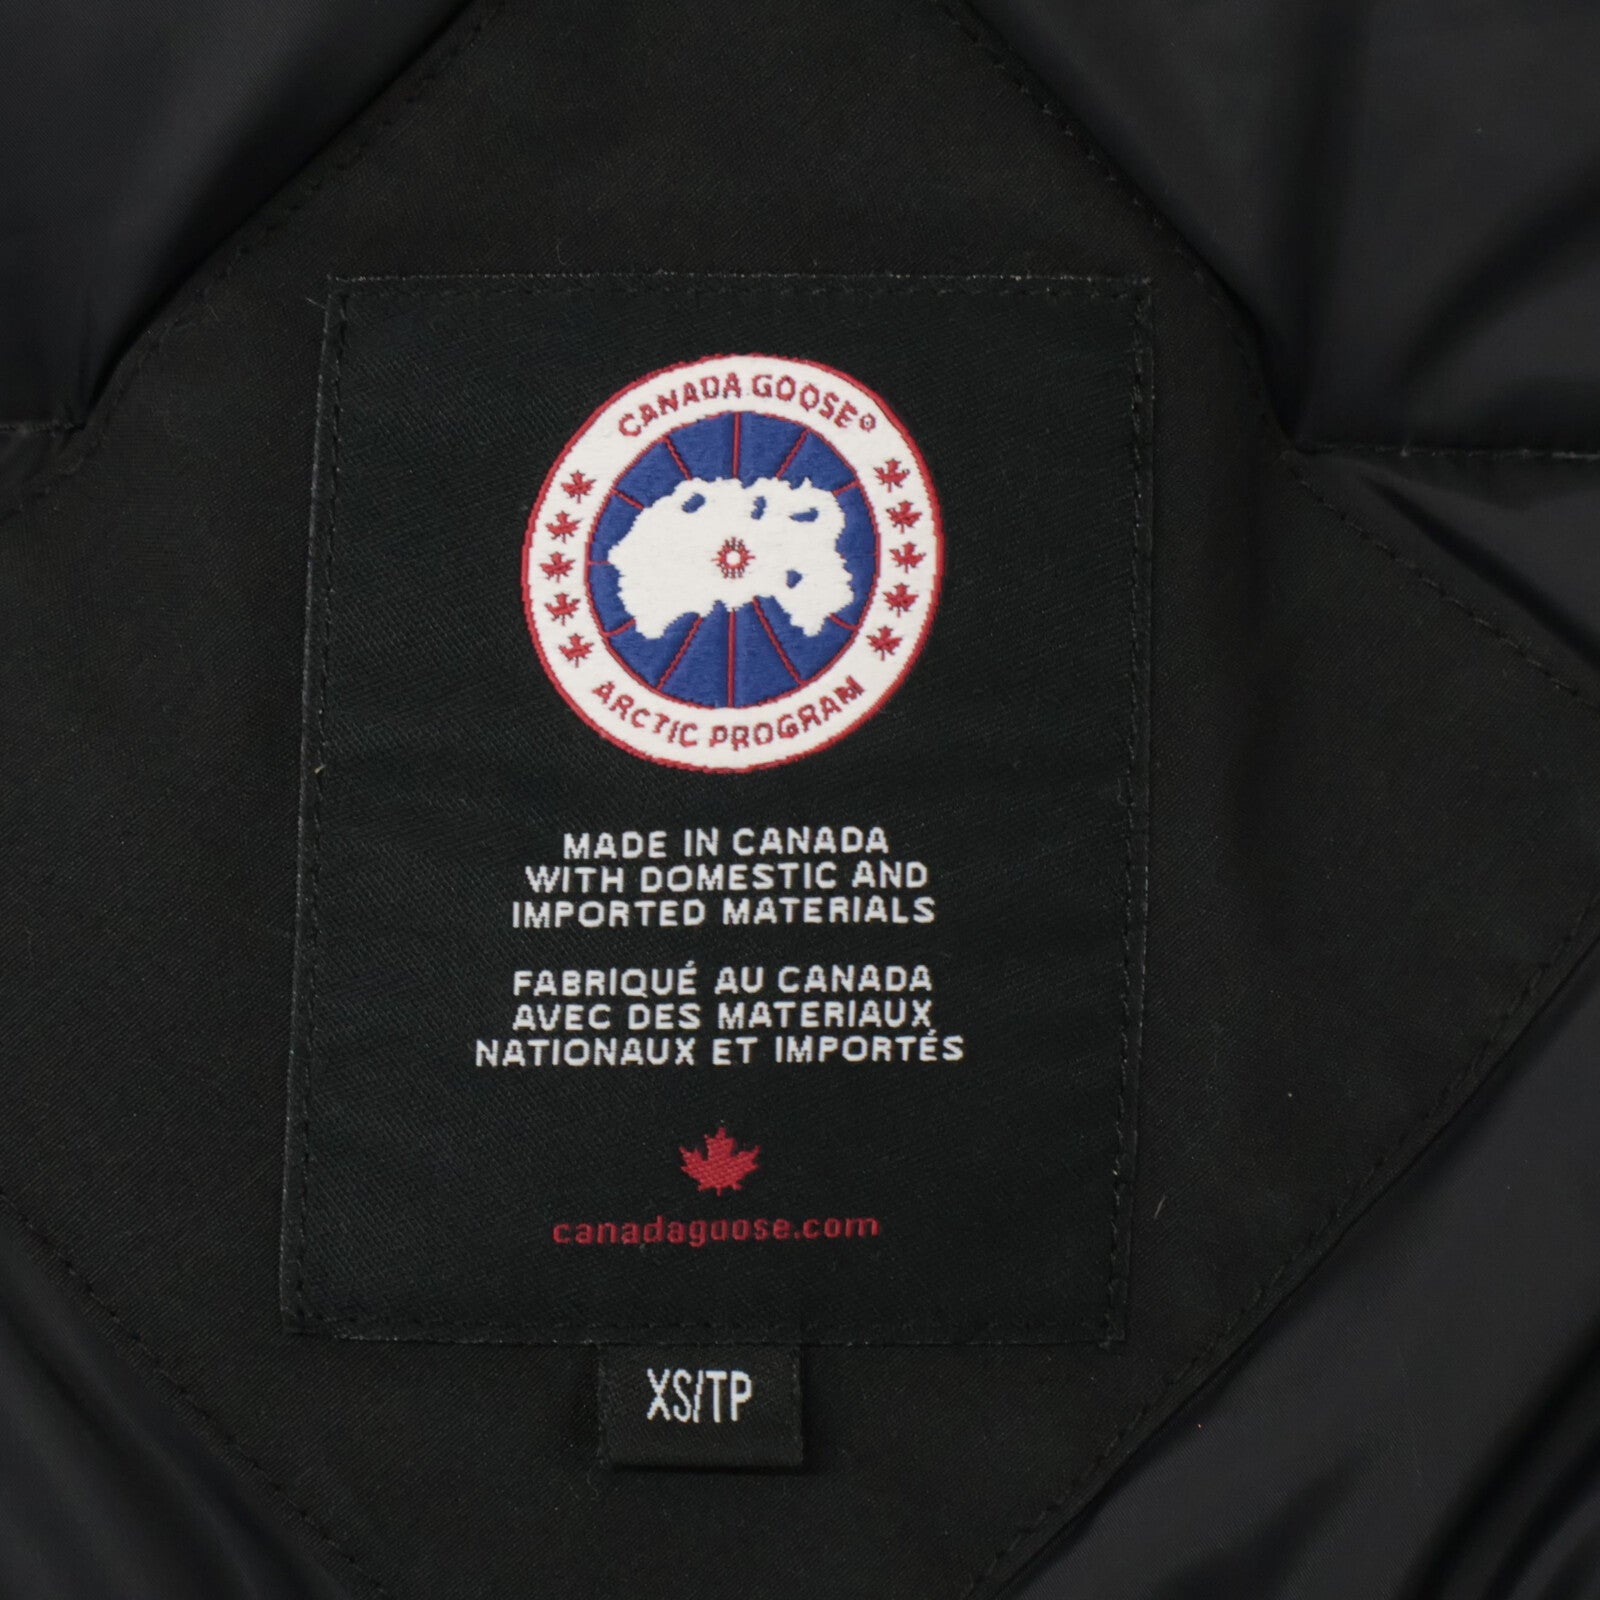 CANADA GOOSE®
ARCTIC PROGRAM
MADE IN CANADA
WITH DOMESTIC AND
IMPORTED MATERIALS
FABRIQUÉ AU CANADA
AVEC DES MATERIAUX
NATIONAUX ET IMPORTÉS
canadagoose.com
XS/TP